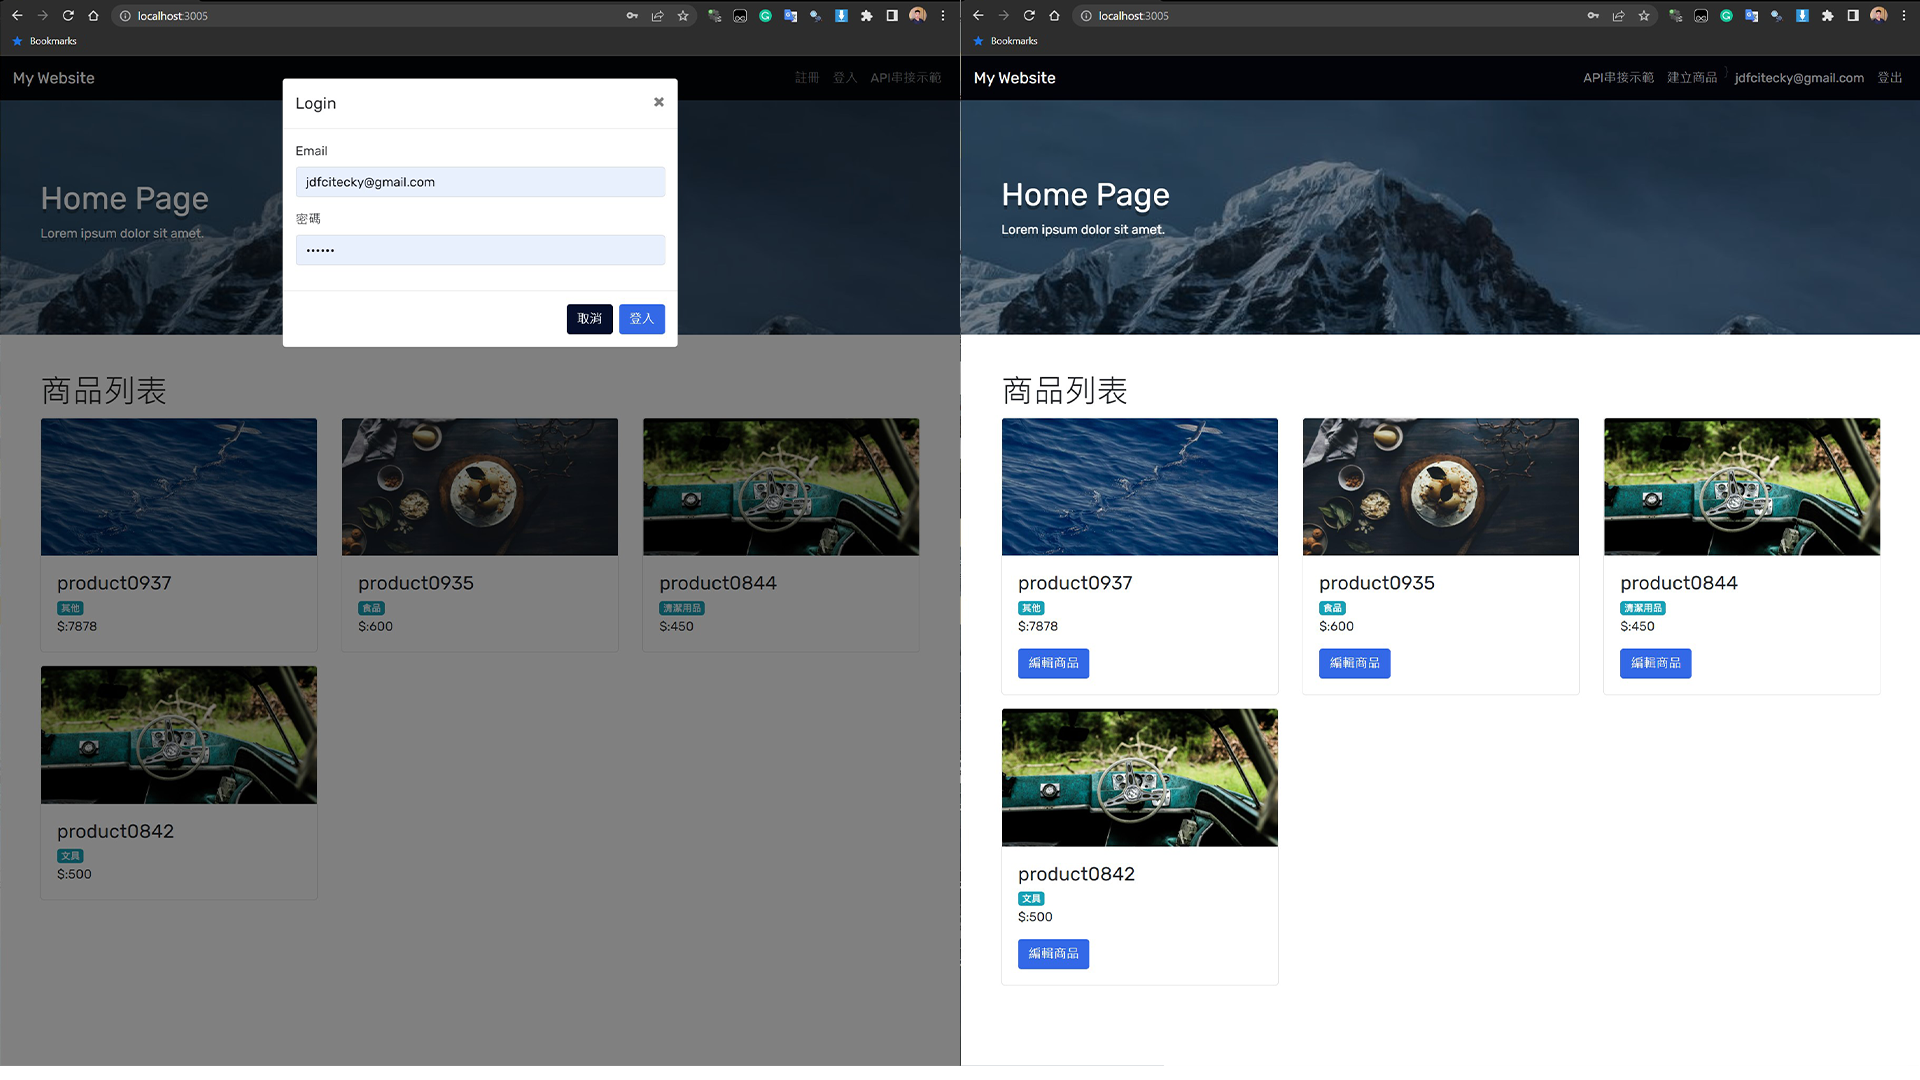 localhost:3005
Bookmarks
My Website
註冊 登入 API串接示範
Login
×
Email
jdfcitecky@gmail.com
密碼
••••••
取消 登入
Home Page
Lorem ipsum dolor sit amet.
商品列表
product0937
其他
$:7878
product0935
食品
$:600
product0844
清潔用品
$:450
product0842
文具
$:500
localhost:3005
Bookmarks
My Website
API串接示範 建立商品 jdfcitecky@gmail.com 登出
Home Page
Lorem ipsum dolor sit amet.
商品列表
product0937
其他
$:7878
編輯商品
product0935
食品
$:600
編輯商品
product0844
清潔用品
$:450
編輯商品
product0842
文具
$:500
編輯商品